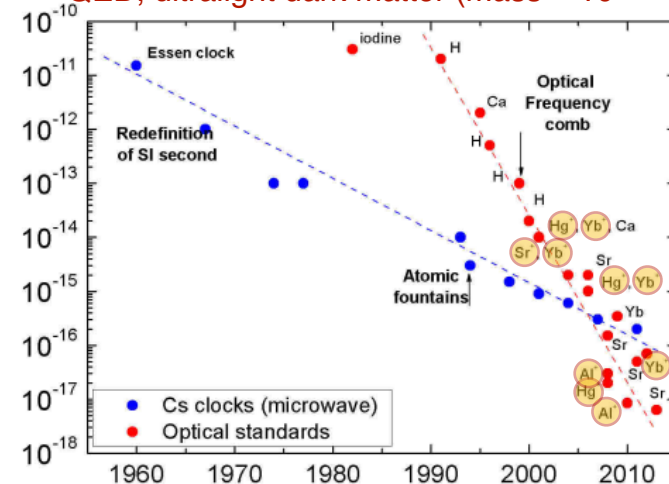 10⁻¹⁰
10⁻¹¹
10⁻¹²
10⁻¹³
10⁻¹⁴
10⁻¹⁵
10⁻¹⁶
10⁻¹⁷
10⁻¹⁸
Essen clock
iodine
H
Optical
Frequency
comb
Ca
Redefinition
of SI second
H
H
H
Hg⁺, Yb⁺, Ca
Sr⁺, Yb⁺
Sr
Hg⁺, Yb⁺
Atomic
fountains
Yb
Sr
Al⁺
Sr
Yb⁺
Hg⁺
Al⁺
Sr
Cs clocks (microwave)
Optical standards
1960 1970 1980 1990 2000 2010